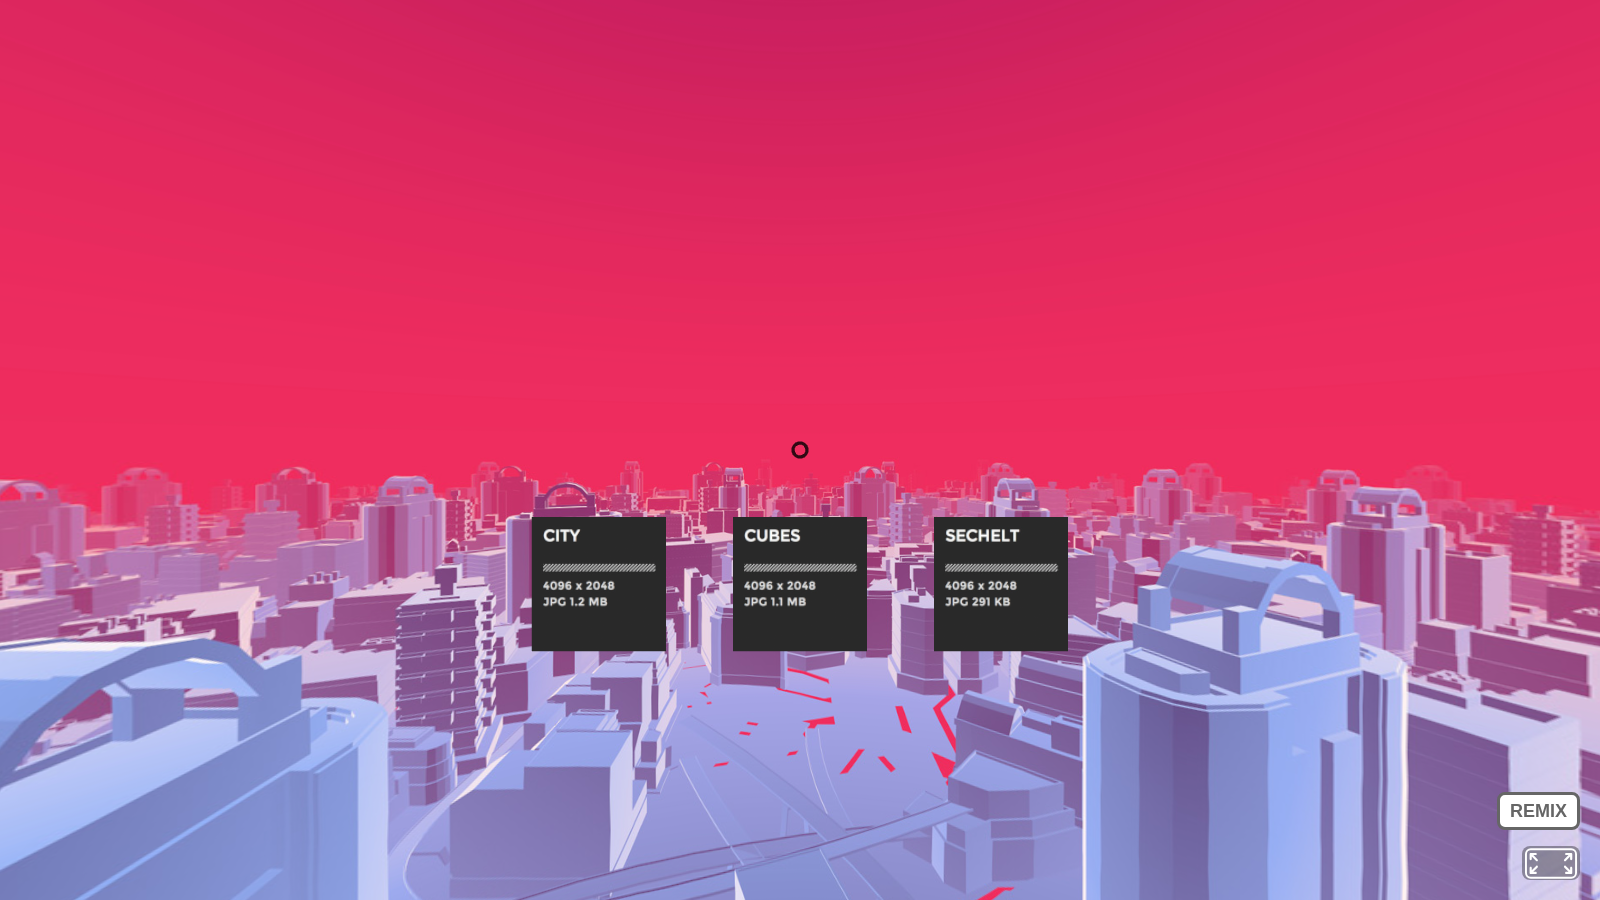 CITY
4096 x 2048
JPG 1.2 MB
CUBES
4096 x 2048
JPG 1.1 MB
SECHELT
4096 x 2048
JPG 291 KB
REMIX